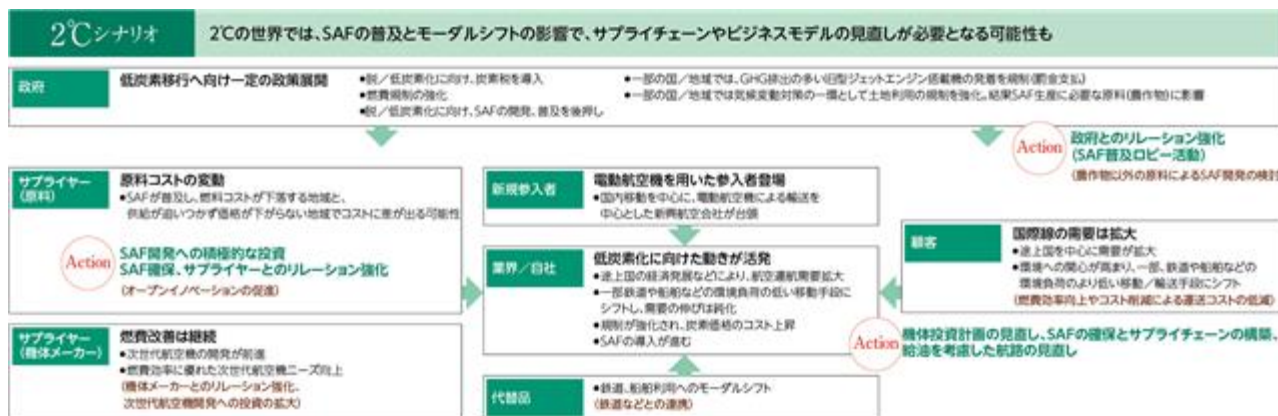 2℃シナリオ
2℃の世界では、SAFの普及とモーダルシフトの影響で、サプライチェーンやビジネスモデルの見直しが必要となる可能性も
政府
低炭素移行へ向け一定の政策展開
●脱／低炭素化に向け、炭素税を導入
●燃費規制の強化
●脱／低炭素化に向け、SAFの開発、普及を後押し
●一部の国／地域では、GHG排出の多い旧型ジェットエンジン搭載機の発着を規制(罰金支払)
●一部の国／地域では気候変動対策の一環として土地利用の規制を強化。結果SAF生産に必要な原料(農作物)に影響
Action
政府とのリレーション強化
(SAF普及ロビー活動)
(農作物以外の原料によるSAF開発の検討
サプライヤー
(原料)
原料コストの変動
●SAFが普及し、燃料コストが下落する地域と、
供給が追いつかず価格が下がらない地域でコストに差が出る可能性
Action
SAF開発への積極的な投資
SAF確保、サプライヤーとのリレーション強化
(オープンイノベーションの促進)
サプライヤー
(機体メーカー)
燃費改善は継続
●次世代航空機の開発が前進
●燃費効率に優れた次世代航空機ニーズ向上
(機体メーカーとのリレーション強化、
次世代航空機開発への投資の拡大)
新規参入者
電動航空機を用いた参入者登場
●国内移動を中心に、電動航空機による輸送を
中心とした新興航空会社が台頭
業界／自社
低炭素化に向けた動きが活発
●途上国の経済発展などにより、航空運航需要拡大
●一部鉄道や船舶などの環境負荷の低い移動手段に
シフトし、需要の伸びは鈍化
●規制が強化され、炭素価格のコスト上昇
●SAFの導入が進む
代替品
●鉄道、船舶利用へのモーダルシフト
(鉄道などとの連携)
顧客
国際線の需要は拡大
●途上国を中心に需要が拡大
●環境への関心が高まり、一部、鉄道や船舶などの
環境負荷のより低い移動／輸送手段にシフト
(燃費効率向上やコスト削減による運送コストの低減)
Action
機体投資計画の見直し、SAFの確保とサプライチェーンの構築、
給油を考慮した航路の見直し